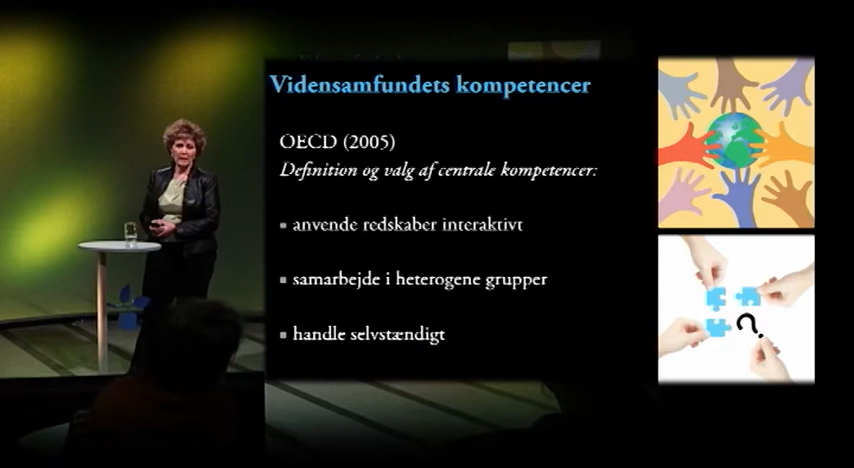 Vidensamfundets kompetencer
OECD (2005)
Definition og valg af centrale kompetencer:
▪ anvende redskaber interaktivt
▪ samarbejde i heterogene grupper
▪ handle selvstændigt
?